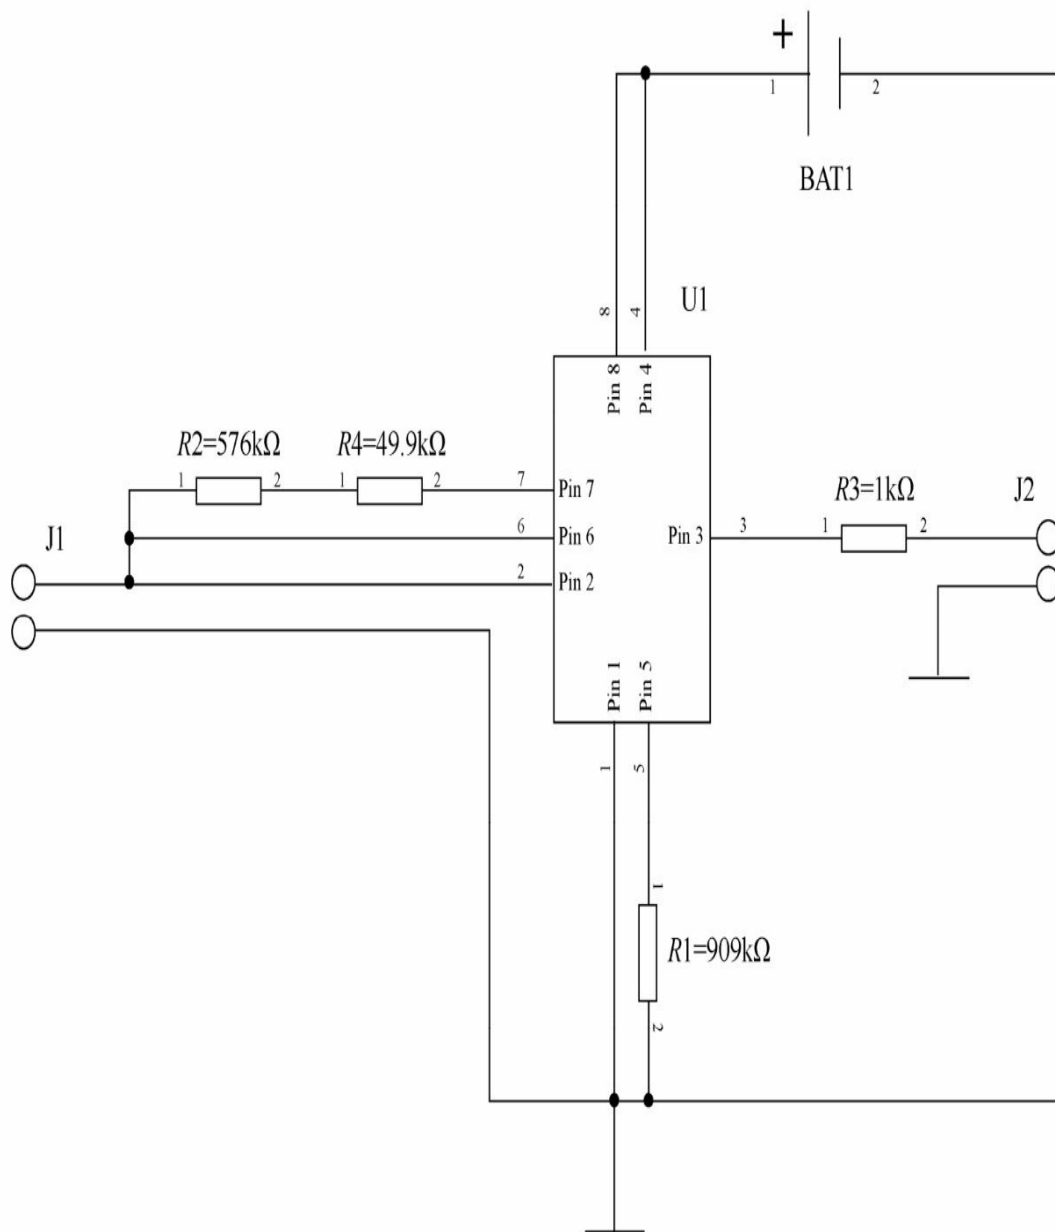 +
1 2
BAT1
8 4 U1
Pin 8 Pin 4
R2=576kΩ R4=49.9kΩ
1 2 1 2 7 Pin 7
R3=1kΩ J2
J1 6 Pin 6 Pin 3 3 1 2
2 Pin 2
Pin 1 Pin 5
1 5
1
R1=909kΩ
2